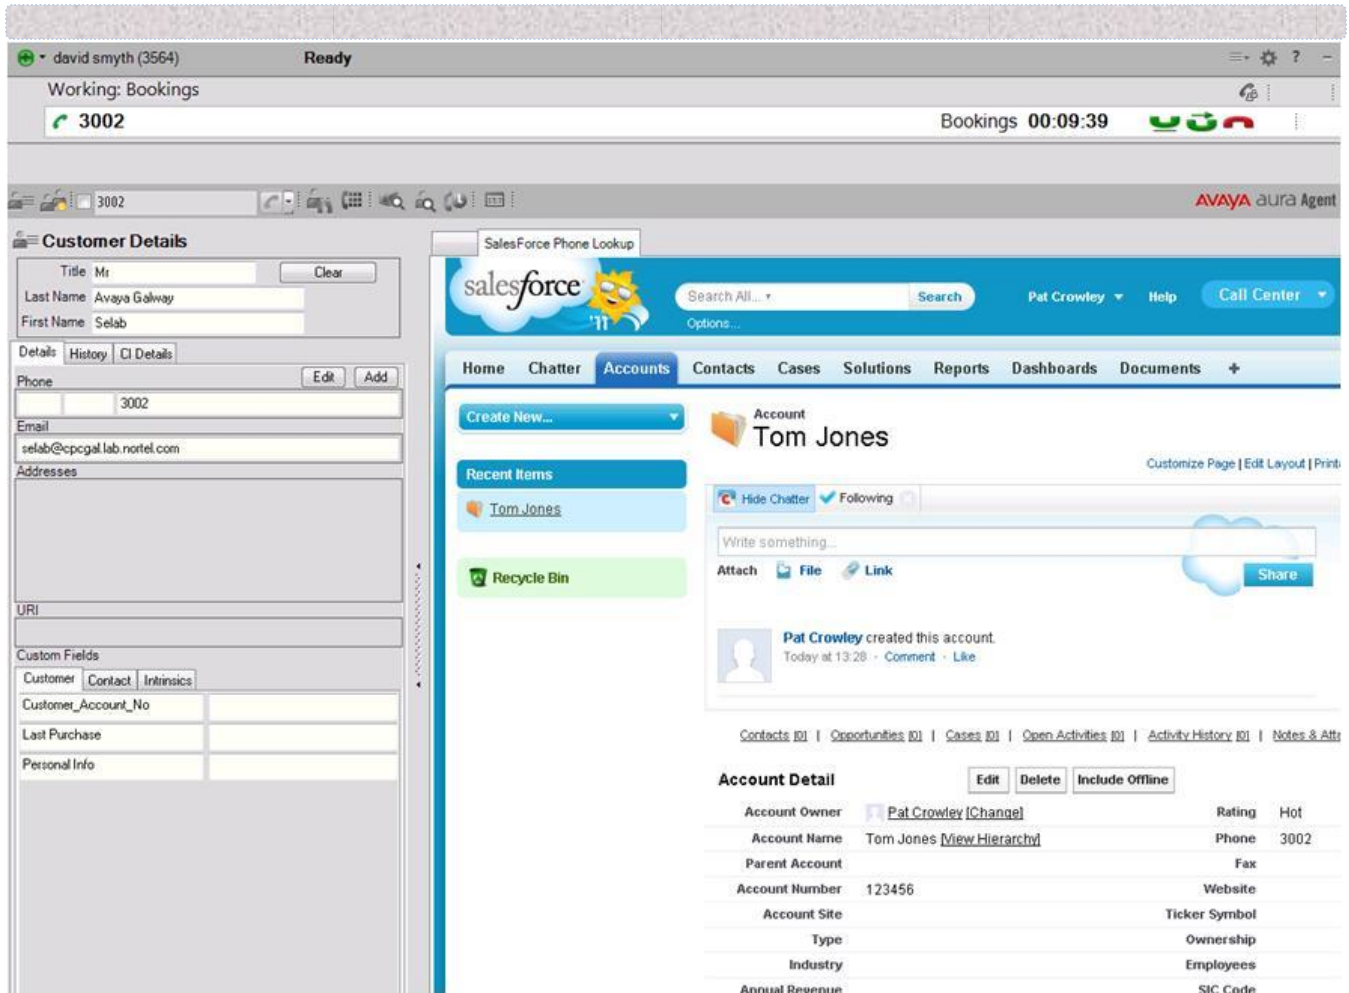 david smyth (3564) Ready ?
Working: Bookings
3002 Bookings 00:09:39
3002 AVAYA aura Agent
Customer Details
Title Mr Clear
Last Name Avaya Galway
First Name Selab
Details History CI Details
Phone Edit Add
3002
Email
selab@cpcgal.lab.nortel.com
Addresses
URI
Custom Fields
Customer Contact Intrinsics
Customer_Account_No
Last Purchase
Personal Info
SalesForce Phone Lookup
salesforce '11
Search All... Search Pat Crowley Help Call Center
Options...
Home Chatter Accounts Contacts Cases Solutions Reports Dashboards Documents +
Create New...
Recent Items
Tom Jones
Recycle Bin
Account
Tom Jones
Customize Page | Edit Layout | Printa
Hide Chatter Following
Write something...
Attach File Link
Share
Pat Crowley created this account.
Today at 13:28 · Comment · Like
Contacts [0] | Opportunities [0] | Cases [0] | Open Activities [0] | Activity History [0] | Notes & Atta
Account Detail Edit Delete Include Offline
Account Owner Pat Crowley [Change] Rating Hot
Account Name Tom Jones [View Hierarchy] Phone 3002
Parent Account Fax
Account Number 123456 Website
Account Site Ticker Symbol
Type Ownership
Industry Employees
Annual Revenue SIC Code